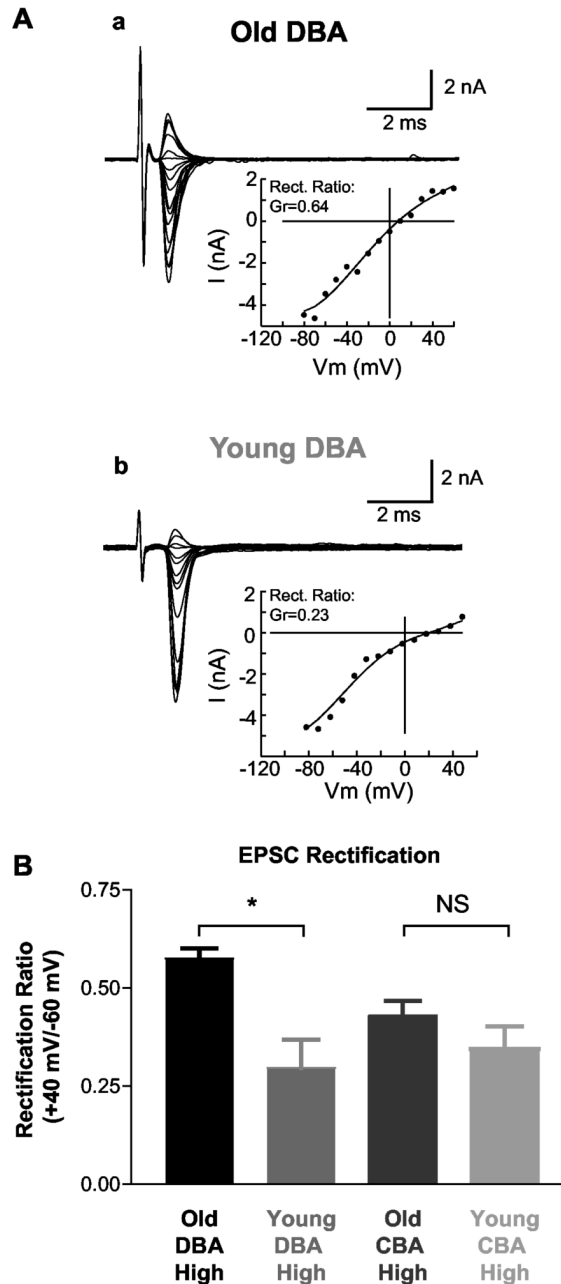 A
a
Old DBA
2 nA
2 ms
Rect. Ratio:
Gr=0.64
2
0
-2
-4
I (nA)
-120 -80 -40 0 40
Vm (mV)
b
Young DBA
2 nA
2 ms
Rect. Ratio:
Gr=0.23
2
0
-2
-4
I (nA)
-120 -80 -40 0 40
Vm (mV)
B
EPSC Rectification
0.75
0.50
0.25
0.00
Rectification Ratio
(+40 mV/-60 mV)
*
NS
Old Young Old Young
DBA DBA CBA CBA
High High High High